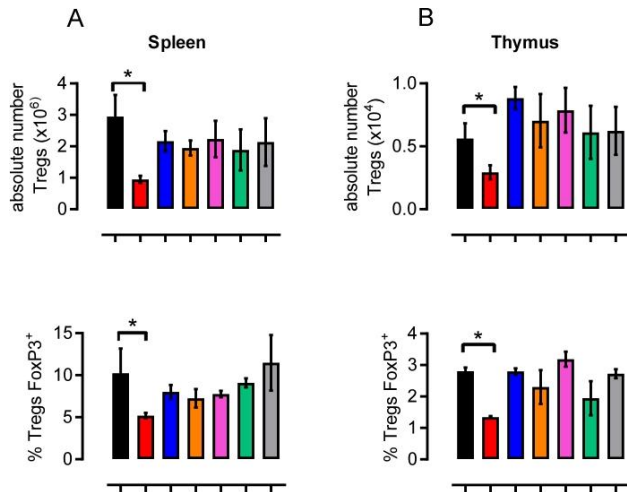 A
B
Spleen
Thymus
absolute number
Tregs (x10⁶)
4
3
2
1
0
*
absolute number
Tregs (x10⁴)
1.0
0.5
0.0
*
% Tregs FoxP3⁺
15
10
5
0
*
% Tregs FoxP3⁺
4
3
2
1
0
*